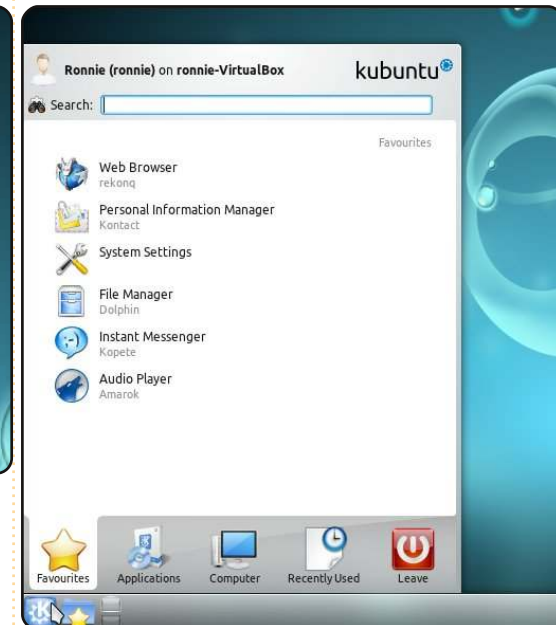 Ronnie (ronnie) on ronnie-VirtualBox
kubuntu
Search:
Favourites
Web Browser
rekonq
Personal Information Manager
Kontact
System Settings
File Manager
Dolphin
Instant Messenger
Kopete
Audio Player
Amarok
Favourites Applications Computer Recently Used Leave